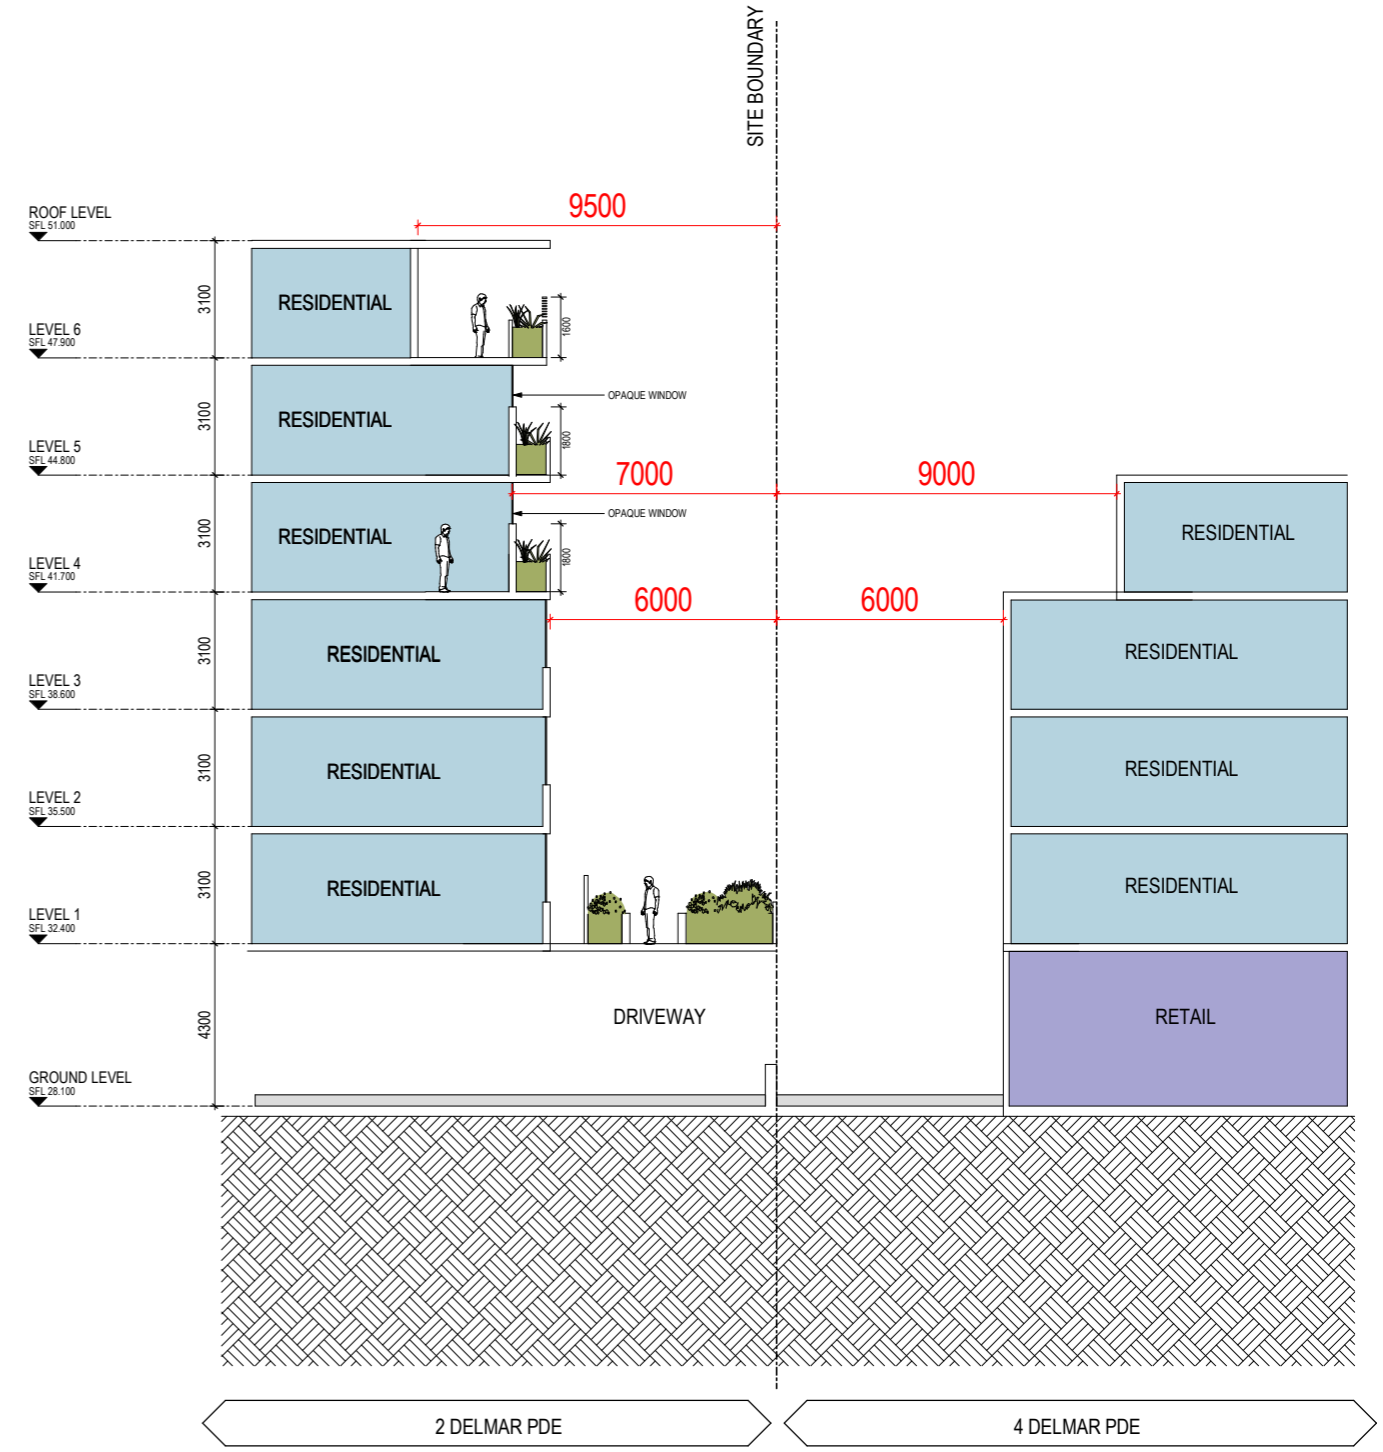 SITE BOUNDARY
9500
ROOF LEVEL
SFL 51.000
3100
RESIDENTIAL
1600
LEVEL 6
SFL 47.900
OPAQUE WINDOW
3100
RESIDENTIAL
1800
LEVEL 5
SFL 44.800
7000
9000
OPAQUE WINDOW
3100
RESIDENTIAL
1800
RESIDENTIAL
LEVEL 4
SFL 41.700
6000
6000
3100
RESIDENTIAL
RESIDENTIAL
LEVEL 3
SFL 38.600
3100
RESIDENTIAL
RESIDENTIAL
LEVEL 2
SFL 35.500
3100
RESIDENTIAL
RESIDENTIAL
LEVEL 1
SFL 32.400
4300
DRIVEWAY
RETAIL
GROUND LEVEL
SFL 28.100
2 DELMAR PDE
4 DELMAR PDE